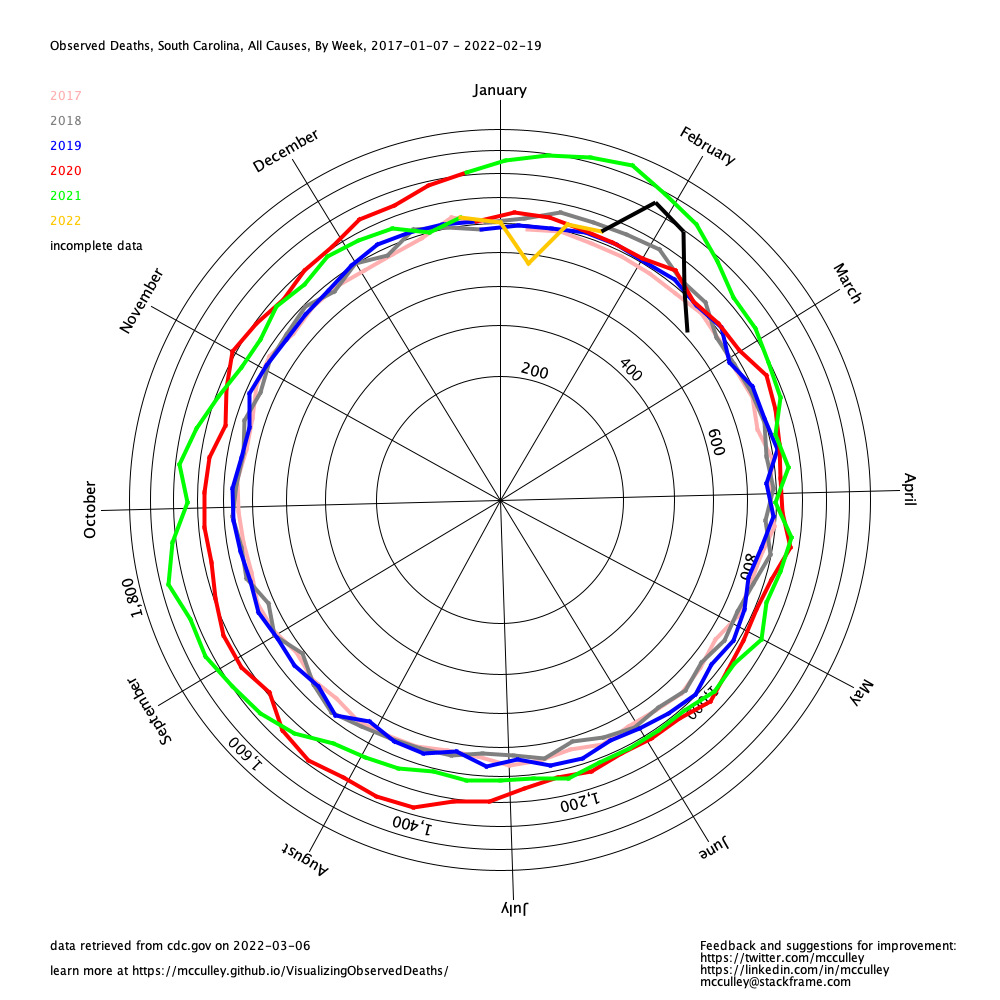 Observed Deaths, South Carolina, All Causes, By Week, 2017-01-07 - 2022-02-19
January
2017
2018
2019
2020
2021
2022
incomplete data
December
February
November
March
200
400
600
October
April
800
1,800
September
May
1,000
1,600
1,200
1,400
August
June
July
data retrieved from cdc.gov on 2022-03-06
learn more at https://mcculley.github.io/VisualizingObservedDeaths/
Feedback and suggestions for improvement:
https://twitter.com/mcculley
https://linkedin.com/in/mcculley
mcculley@stackframe.com